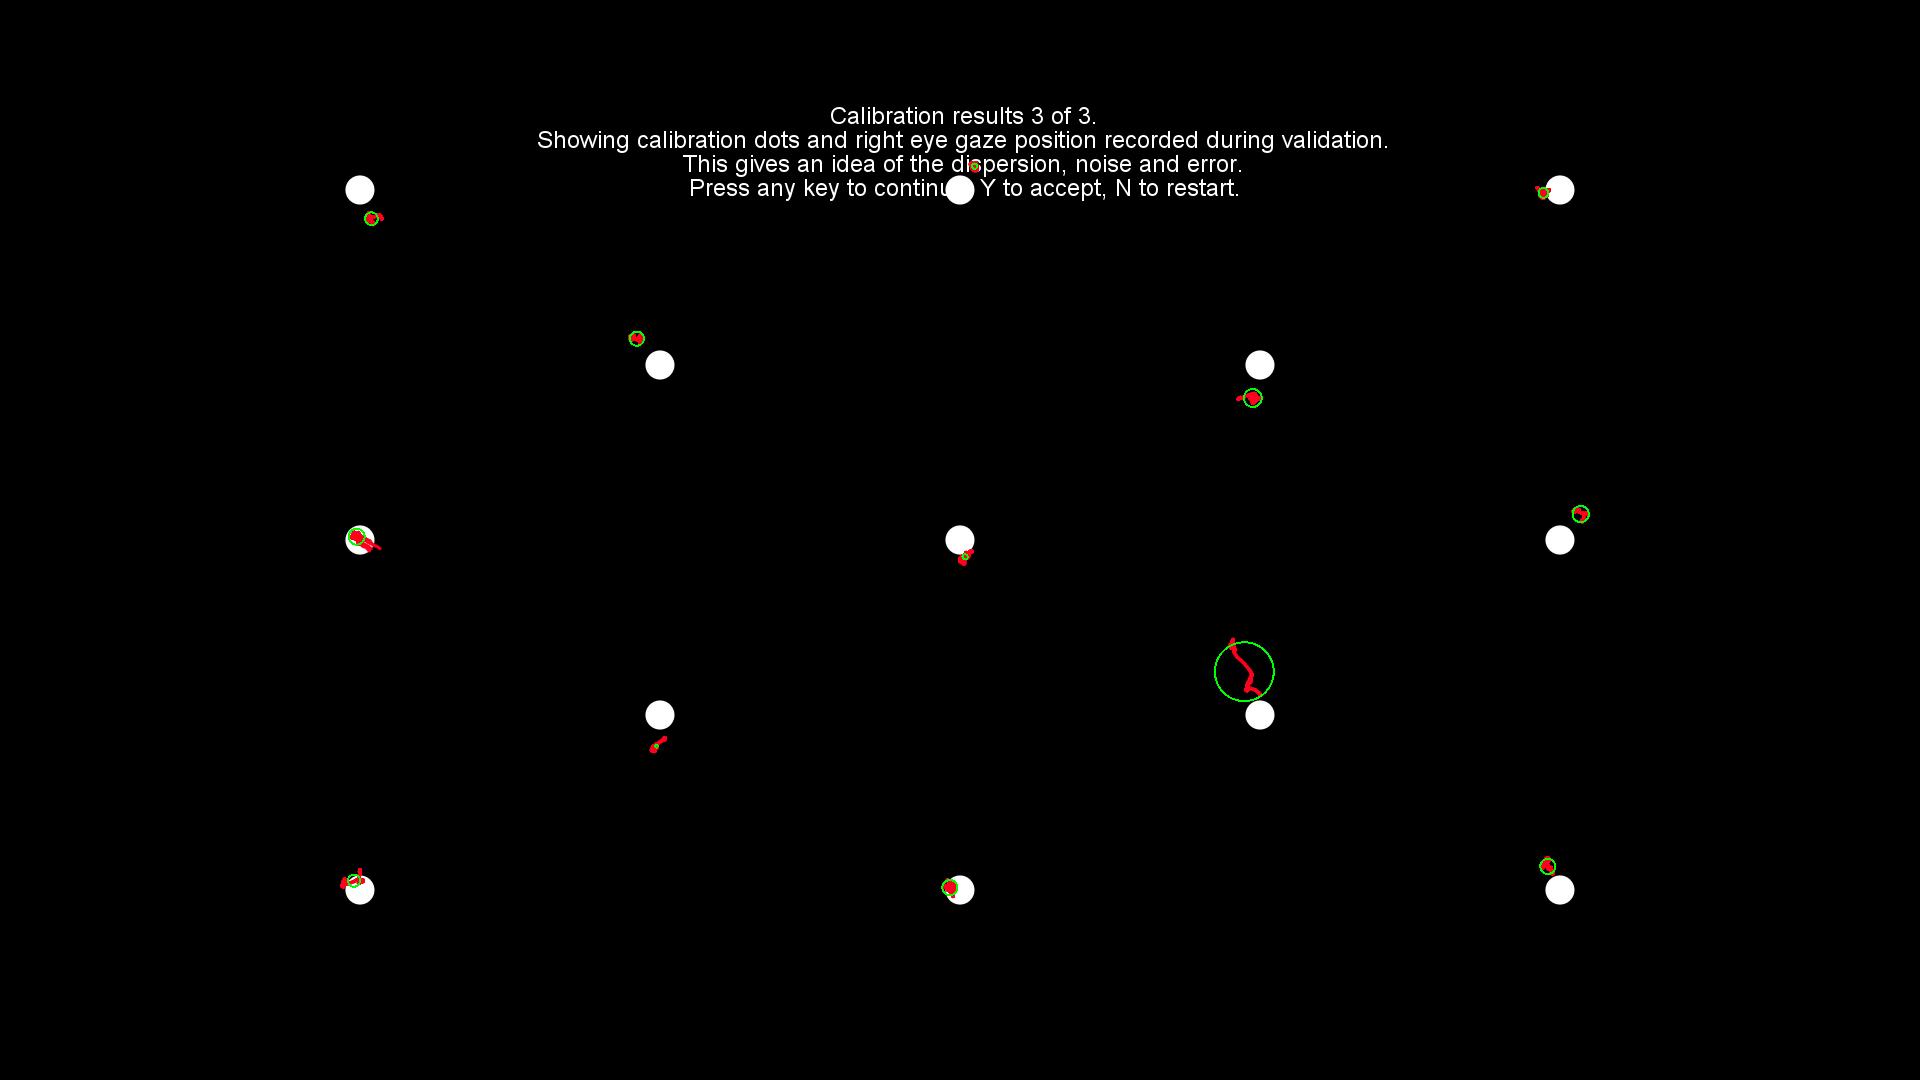 Calibration results 3 of 3.
Showing calibration dots and right eye gaze position recorded during validation.
This gives an idea of the dispersion, noise and error.
Press any key to continu Y to accept, N to restart.